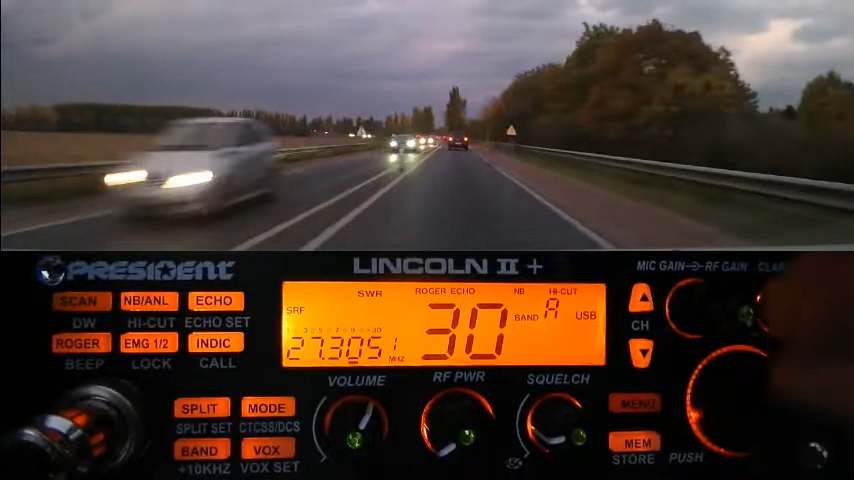 PRESIDENT
LINCOLN II +
MIC GAIN RF GAIN CLAR
SCAN NB/ANL ECHO
DW HI-CUT ECHO SET
ROGER EMG 1/2 INDIC
BEEP LOCK CALL
SWR ROGER ECHO NB HI-CUT
SRF
30 BAND A USB
27.3051 MHZ
CH
VOLUME RF PWR SQUELCH
SPLIT MODE
SPLIT SET CTCSS/DCS
BAND VOX
+10KHZ VOX SET
MENU
MEM
STORE PUSH